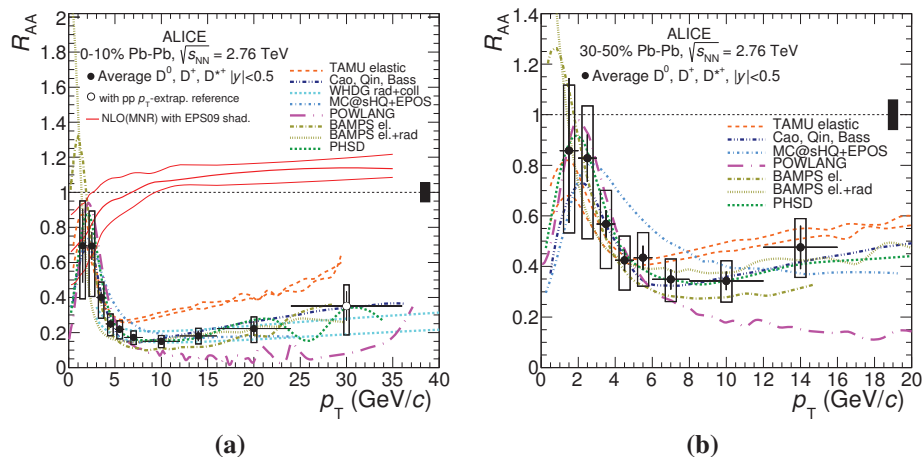 R_AA
2
1.8
1.6
1.4
1.2
1
0.8
0.6
0.4
0.2
0
ALICE
0-10% Pb-Pb, √s_NN = 2.76 TeV
Average D⁰, D⁺, D*⁺, |y|<0.5
with pp p_T-extrap. reference
NLO(MNR) with EPS09 shad.
TAMU elastic
Cao, Qin, Bass
WHDG rad+coll
MC@sHQ+EPOS
POWLANG
BAMPS el.
BAMPS el.+rad
PHSD
0 5 10 15 20 25 30 35 40
p_T (GeV/c)
(a)
R_AA
1.4
1.2
1
0.8
0.6
0.4
0.2
0
ALICE
30-50% Pb-Pb, √s_NN = 2.76 TeV
Average D⁰, D⁺, D*⁺, |y|<0.5
TAMU elastic
Cao, Qin, Bass
MC@sHQ+EPOS
POWLANG
BAMPS el.
BAMPS el.+rad
PHSD
0 2 4 6 8 10 12 14 16 18 20
p_T (GeV/c)
(b)